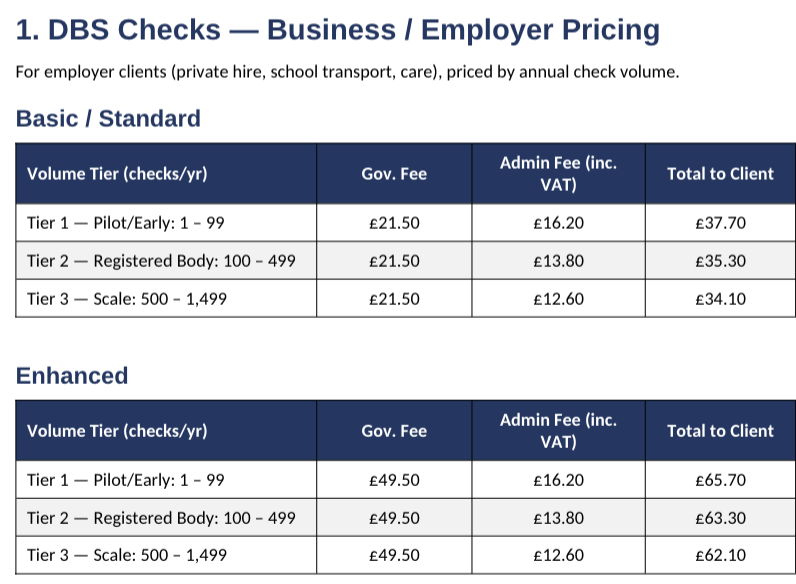 1. DBS Checks — Business / Employer Pricing
For employer clients (private hire, school transport, care), priced by annual check volume.
Basic / Standard
Volume Tier (checks/yr) Gov. Fee Admin Fee (inc. VAT) Total to Client
Tier 1 — Pilot/Early: 1 – 99 £21.50 £16.20 £37.70
Tier 2 — Registered Body: 100 – 499 £21.50 £13.80 £35.30
Tier 3 — Scale: 500 – 1,499 £21.50 £12.60 £34.10
Enhanced
Volume Tier (checks/yr) Gov. Fee Admin Fee (inc. VAT) Total to Client
Tier 1 — Pilot/Early: 1 – 99 £49.50 £16.20 £65.70
Tier 2 — Registered Body: 100 – 499 £49.50 £13.80 £63.30
Tier 3 — Scale: 500 – 1,499 £49.50 £12.60 £62.10